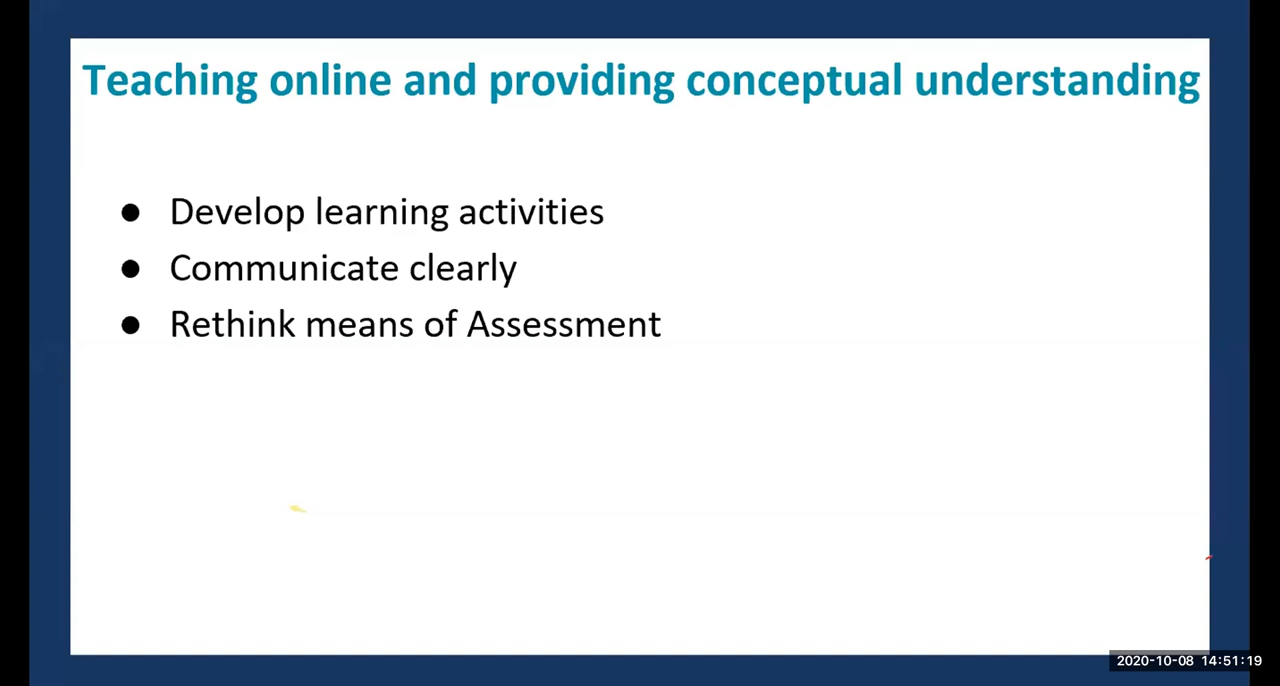 Teaching online and providing conceptual understanding
● Develop learning activities
● Communicate clearly
● Rethink means of Assessment
2020-10-08 14:51:19